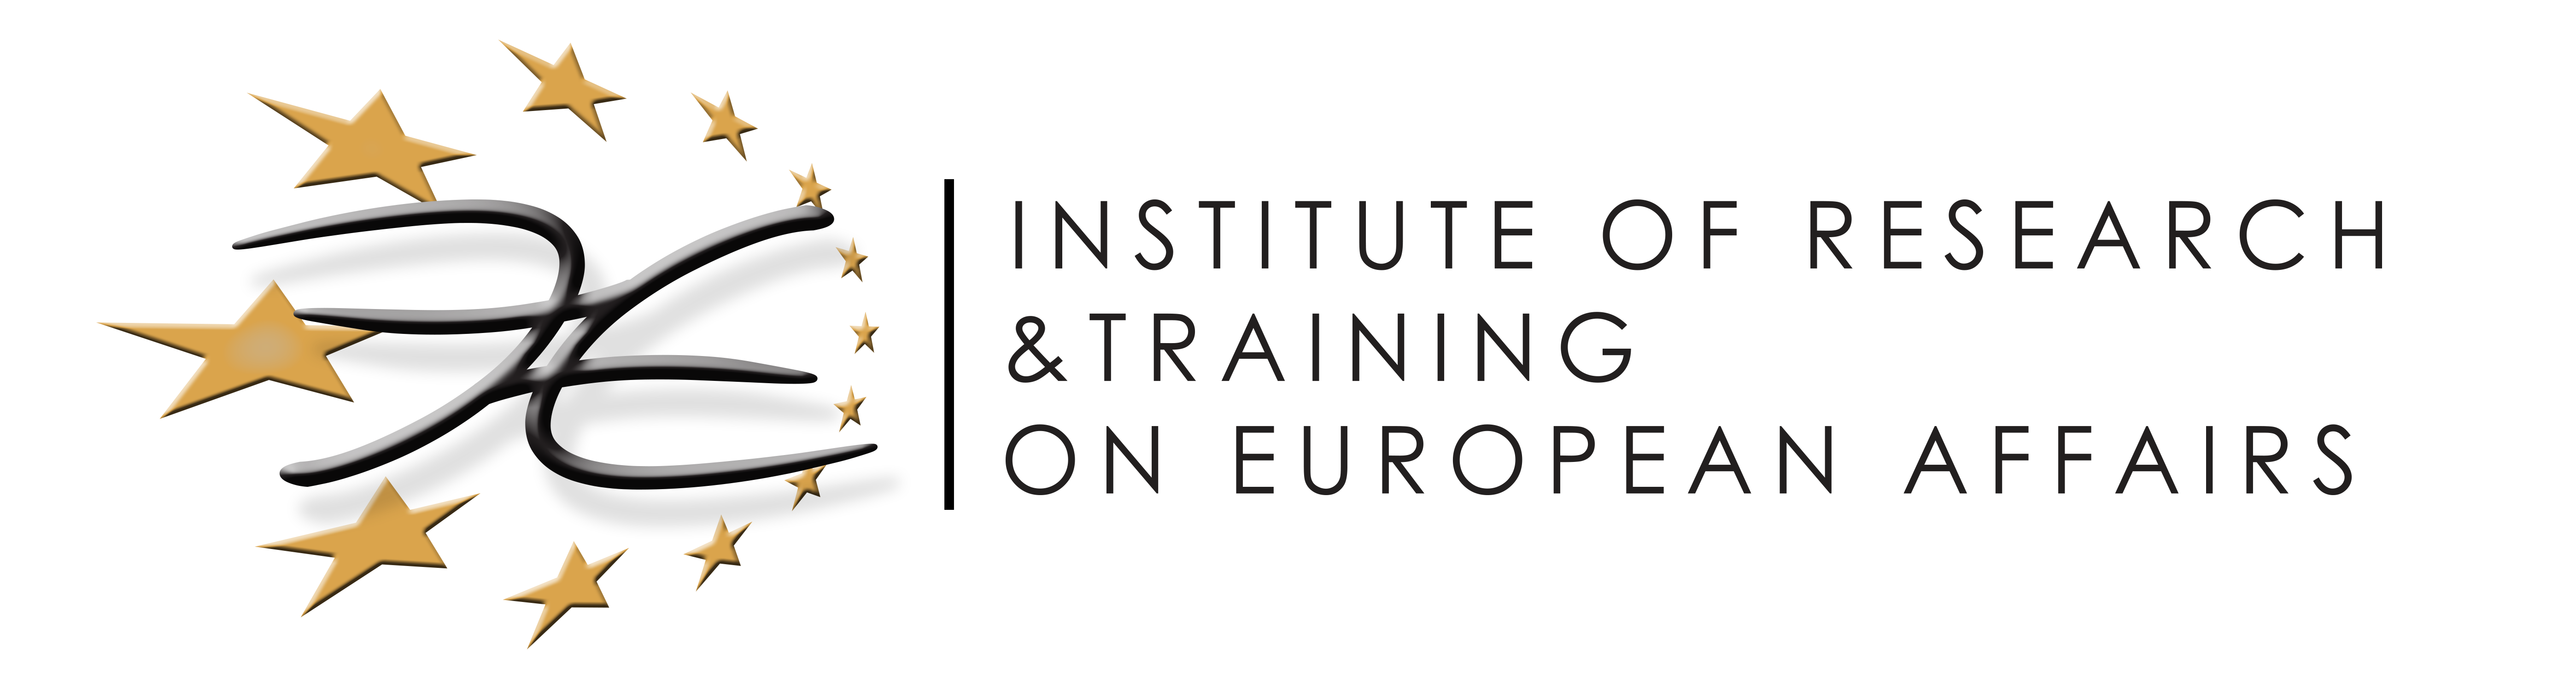 INSTITUTE OF RESEARCH
&TRAINING
ON EUROPEAN AFFAIRS